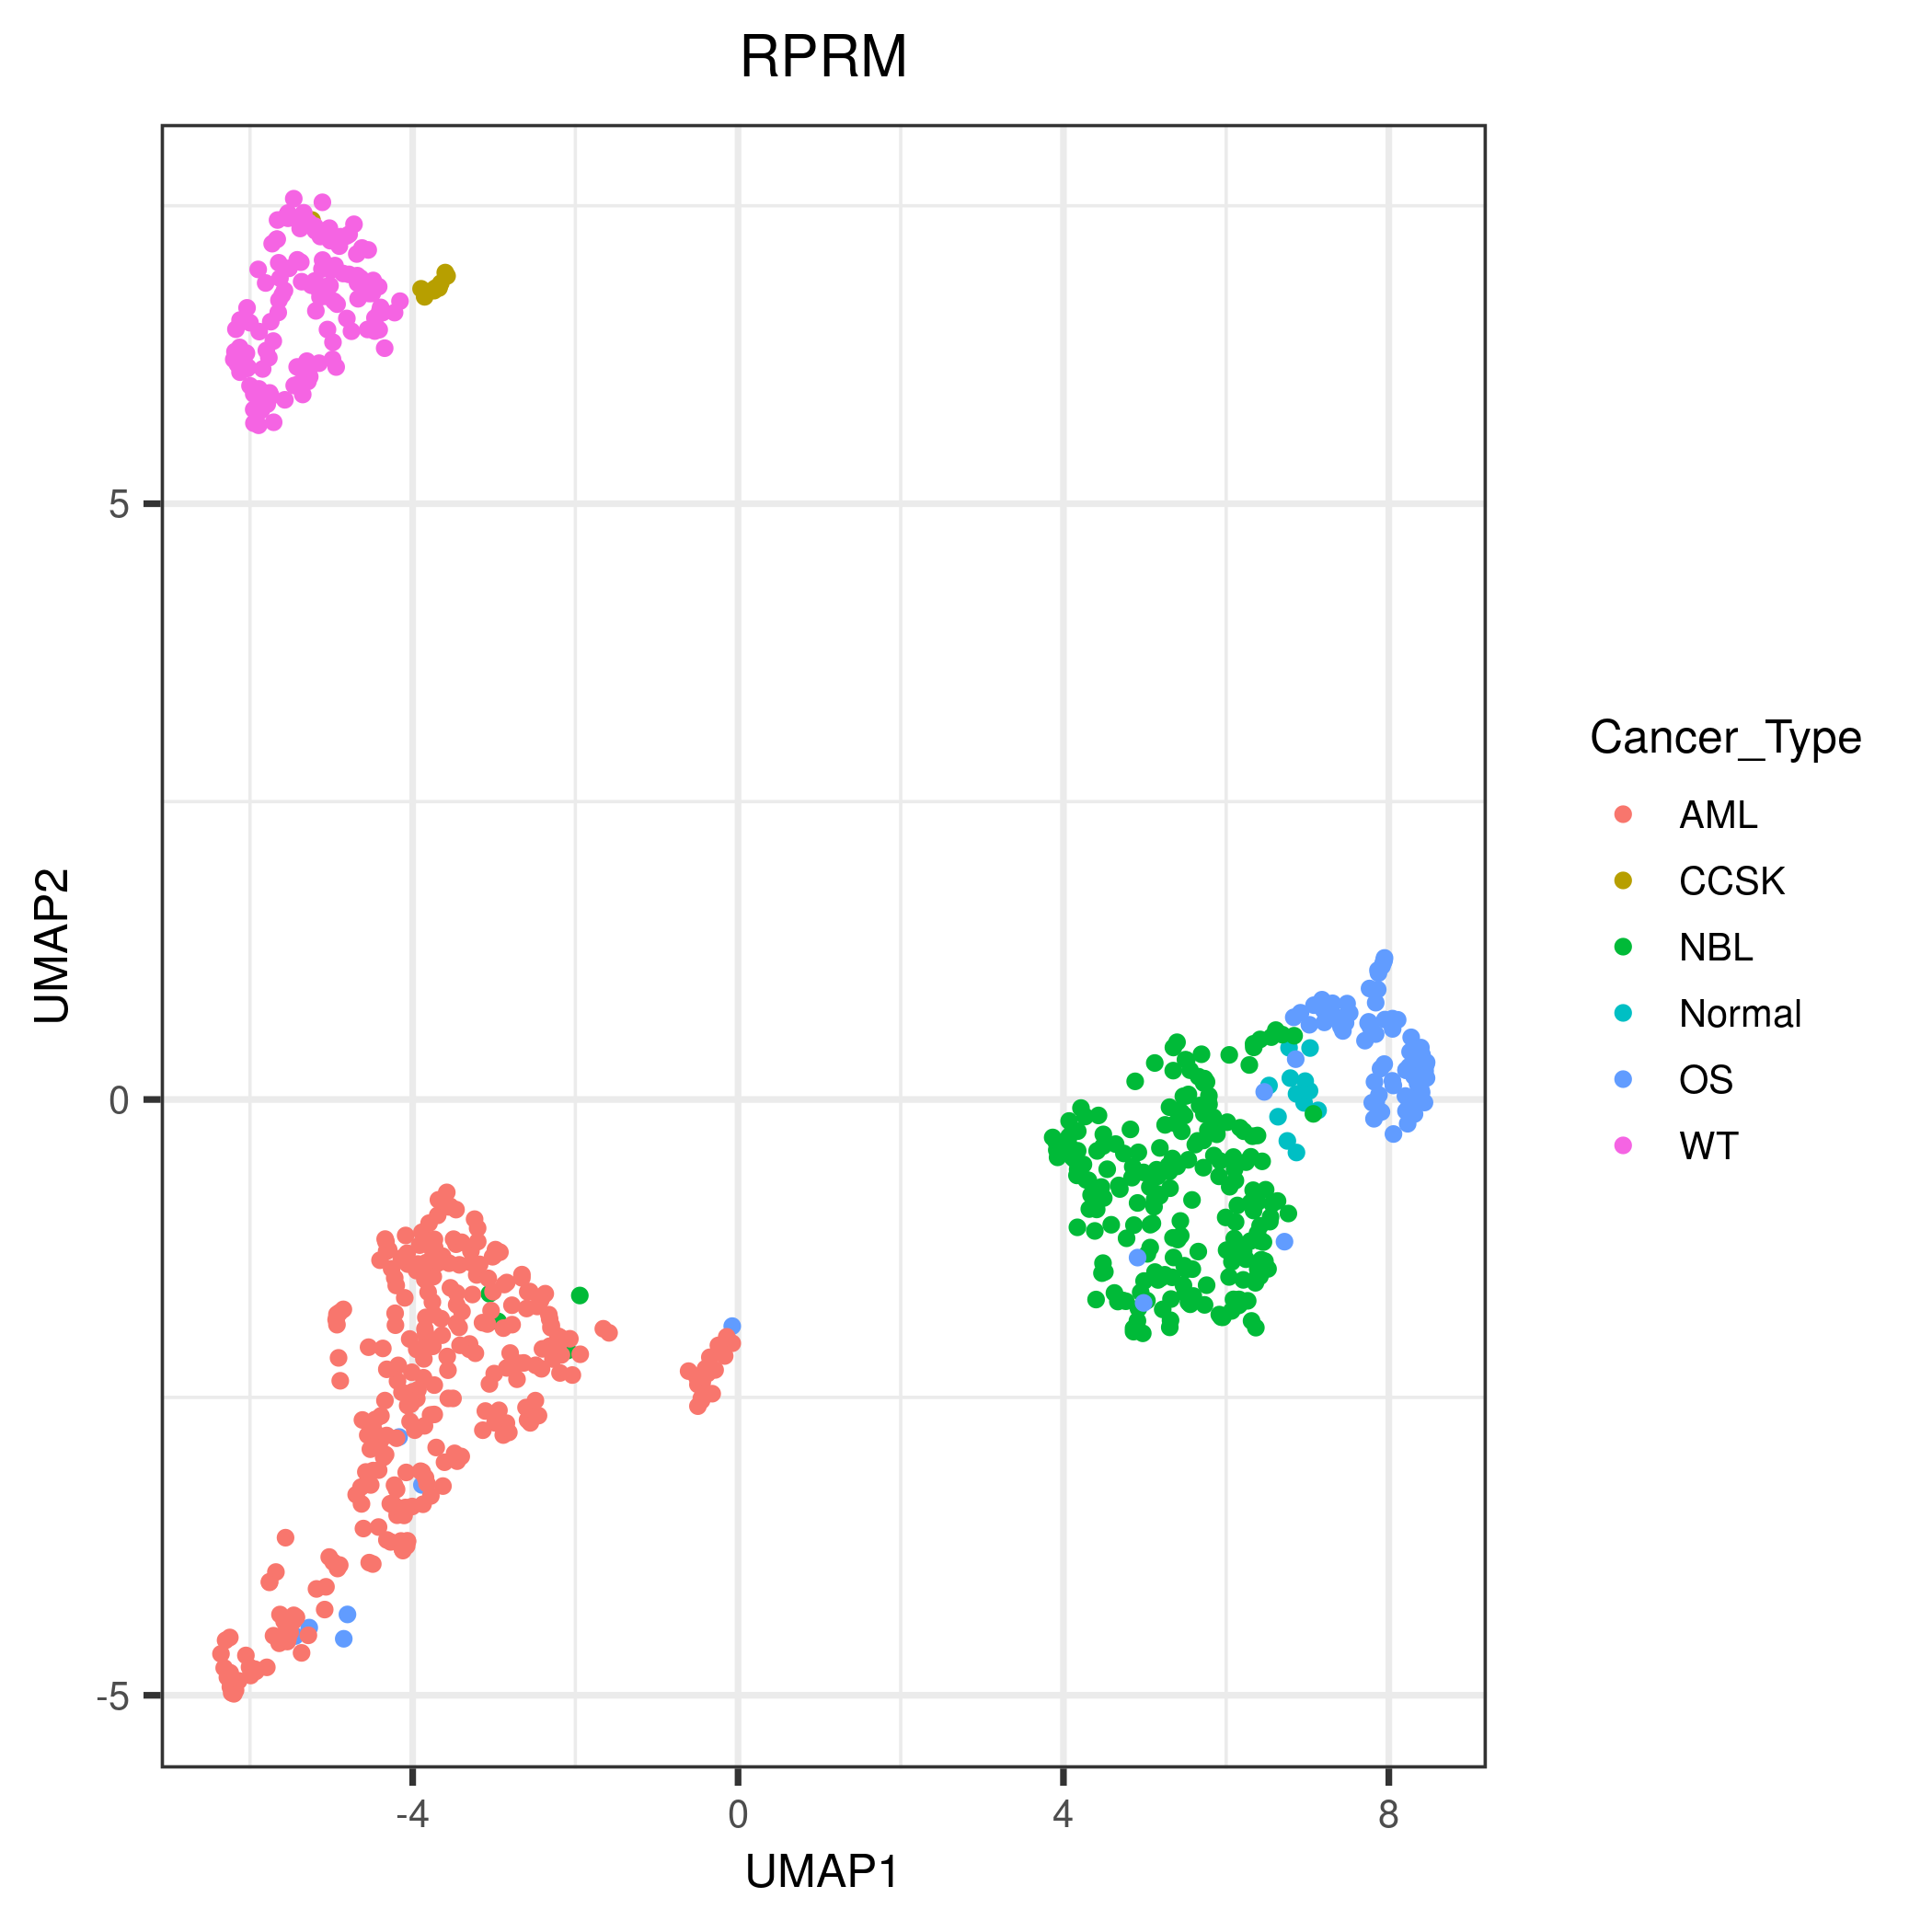 RPRM
5
0
-5
UMAP2
-4
0
4
8
UMAP1
Cancer_Type
AML
CCSK
NBL
Normal
OS
WT